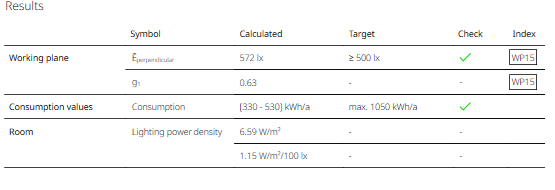 Results
Symbol Calculated Target Check Index
Working plane Ēperpendicular 572 lx ≥ 500 lx WP15
g₁ 0.63 - - WP15
Consumption values Consumption [330 - 530] kWh/a max. 1050 kWh/a
Room Lighting power density 6.59 W/m² - -
1.15 W/m²/100 lx - -